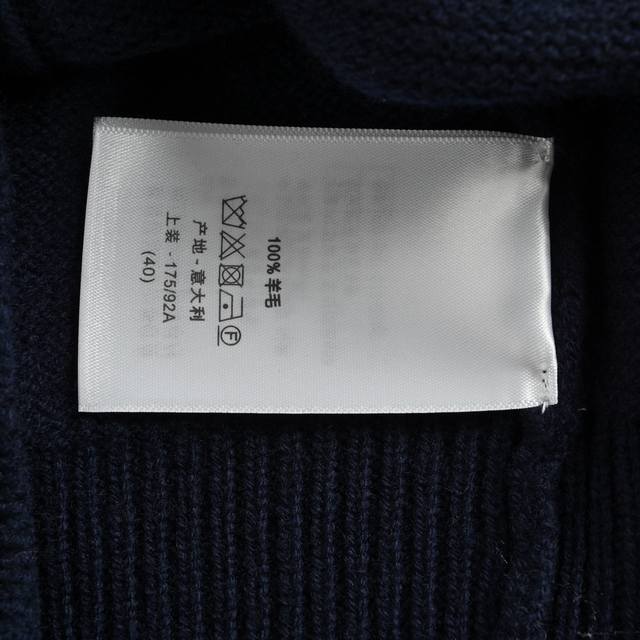 100% 羊毛
F
产地 - 意大利
上装 -175/92A
(40)